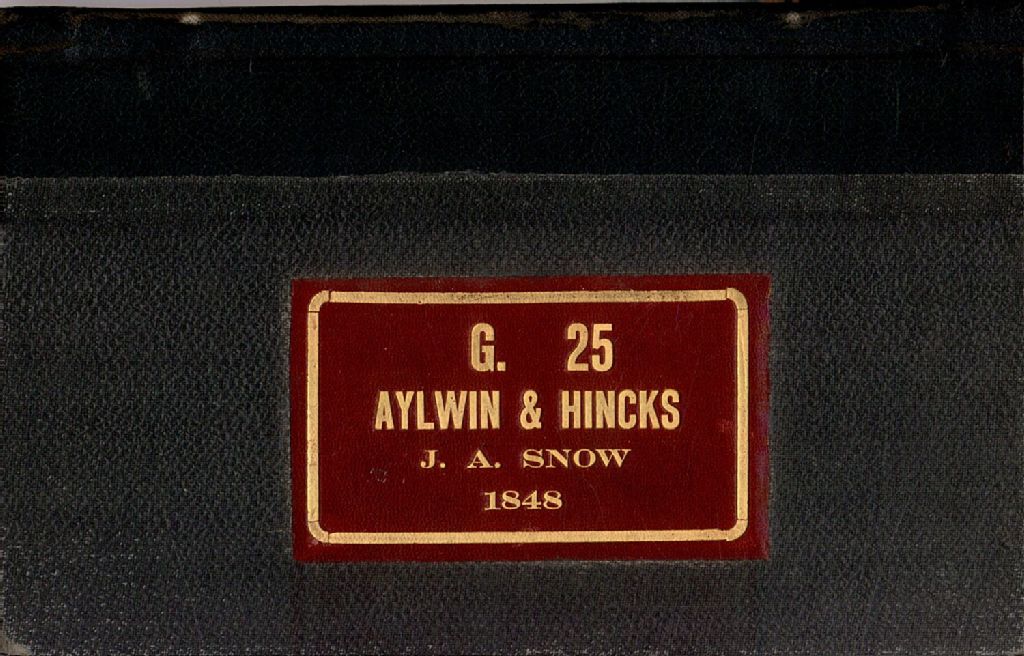 G. 25
AYLWIN & HINCKS
J. A. SNOW
1848